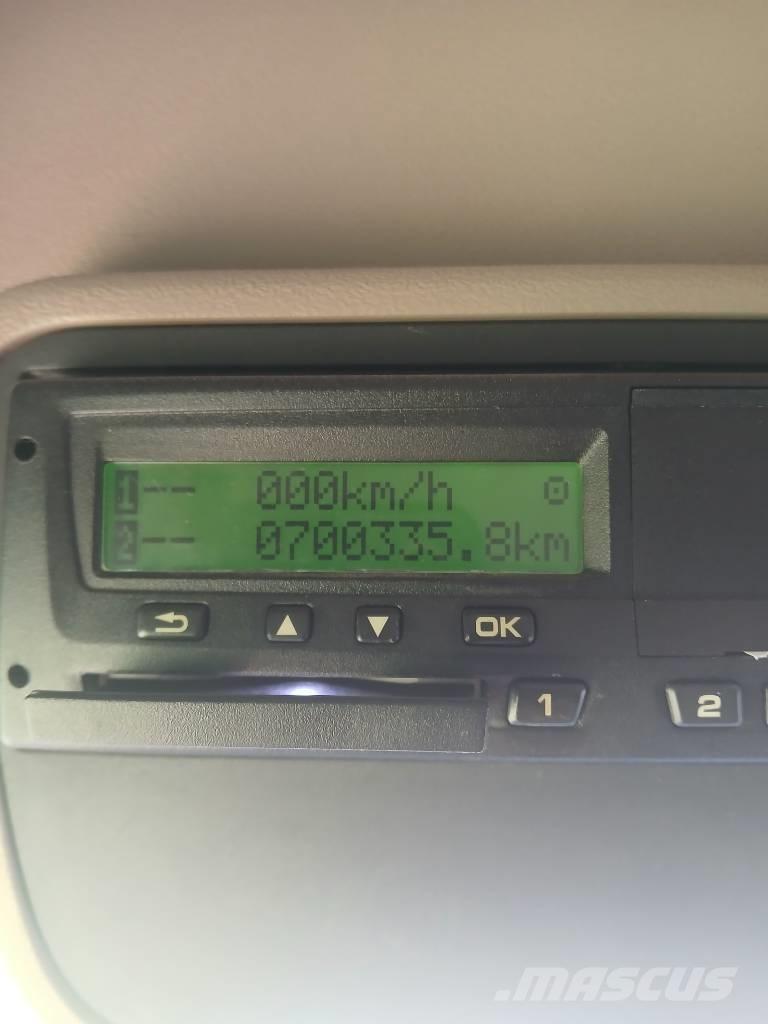 1-- 000km/h
2-- 0700335.8km
OK
1
2
MASCUS